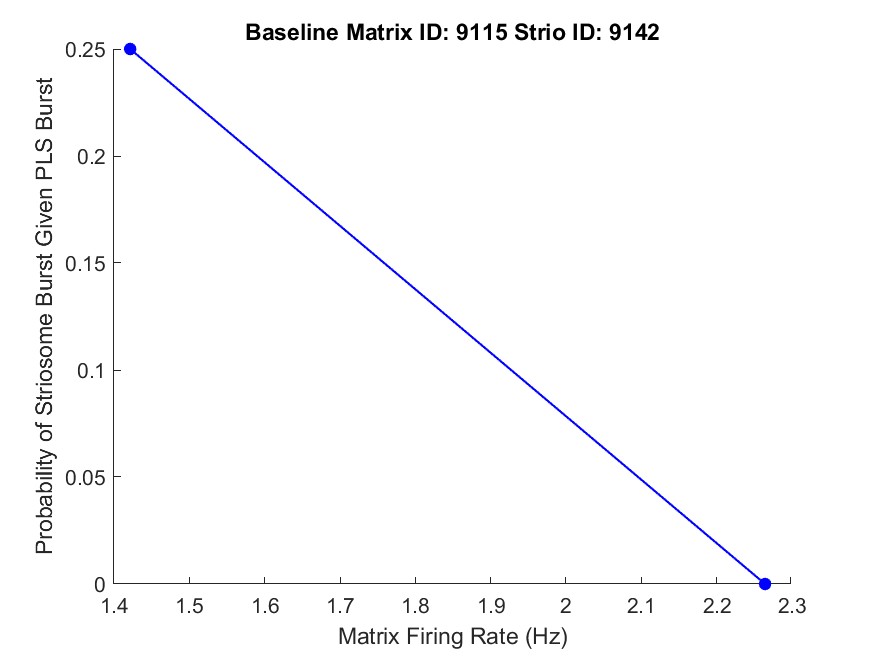 Baseline Matrix ID: 9115 Strio ID: 9142
Probability of Striosome Burst Given PLS Burst
0.25
0.2
0.15
0.1
0.05
0
1.4 1.5 1.6 1.7 1.8 1.9 2 2.1 2.2 2.3
Matrix Firing Rate (Hz)